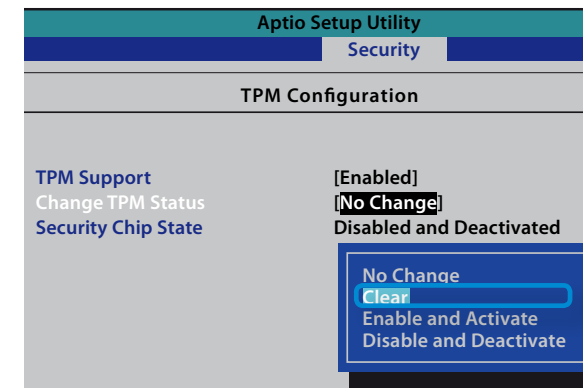 Aptio Setup Utility
Security
TPM Configuration
TPM Support [Enabled]
Change TPM Status [No Change]
Security Chip State Disabled and Deactivated
No Change
Clear
Enable and Activate
Disable and Deactivate